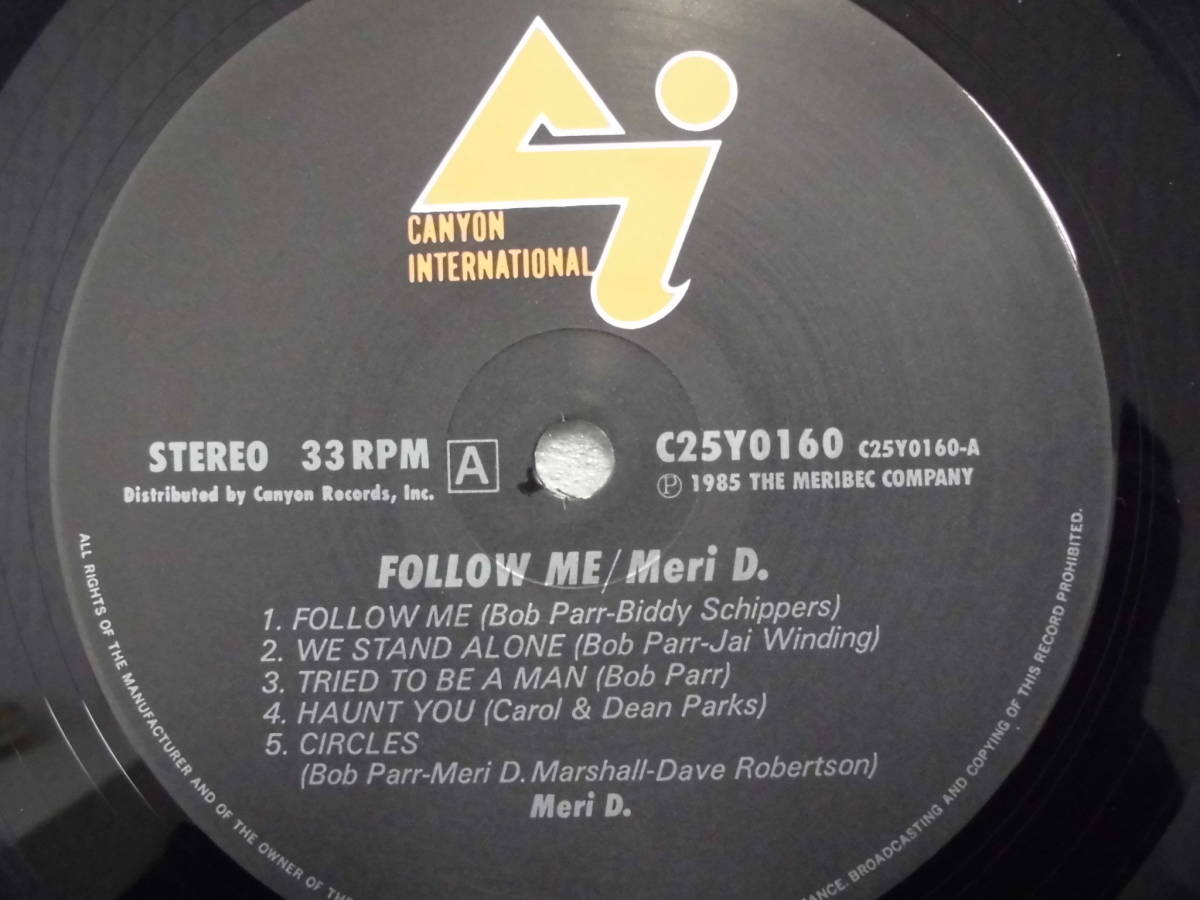 CANYON
INTERNATIONAL
STEREO 33 RPM A
Distributed by Canyon Records, Inc.
C25Y0160 C25Y0160-A
Ⓟ 1985 THE MERIBEC COMPANY
FOLLOW ME/Meri D.
1. FOLLOW ME (Bob Parr-Biddy Schippers)
2. WE STAND ALONE (Bob Parr-Jai Winding)
3. TRIED TO BE A MAN (Bob Parr)
4. HAUNT YOU (Carol & Dean Parks)
5. CIRCLES
(Bob Parr-Meri D. Marshall-Dave Robertson)
Meri D.
ALL RIGHTS OF THE MANUFACTURER AND OF THE OWNER OF THE
BROADCASTING AND COPYING OF THIS RECORD PROHIBITED.